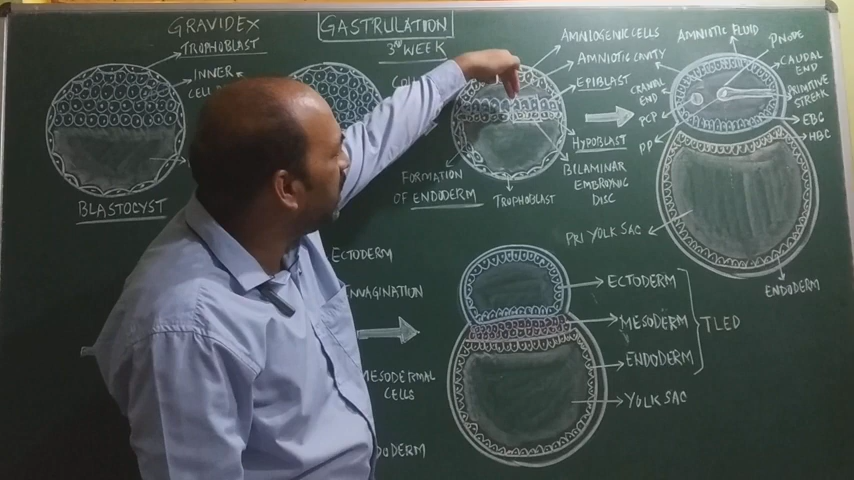 GRAVIDEX
GASTRULATION
3RD WEEK
TROPHOBLAST
INNER
BLASTOCYST
AMNIOGENIC CELLS
AMNIOTIC CAVITY
EPIBLAST
HYPOBLAST
BILAMINAR
EMBRYONIC
DISC
TROPHOBLAST
FORMATION
OF ENDODERM
AMNIOTIC FLUID
P.NODE
CAUDAL
END
PRIMITIVE
STREAK
EBC
HBC
CRANIAL
END
PCP
PP
PRI YOLK SAC
ENDODERM
ECTODERM
INVAGINATION
MESODERMAL
CELLS
ECTODERM
MESODERM
ENDODERM
TLED
YOLK SAC